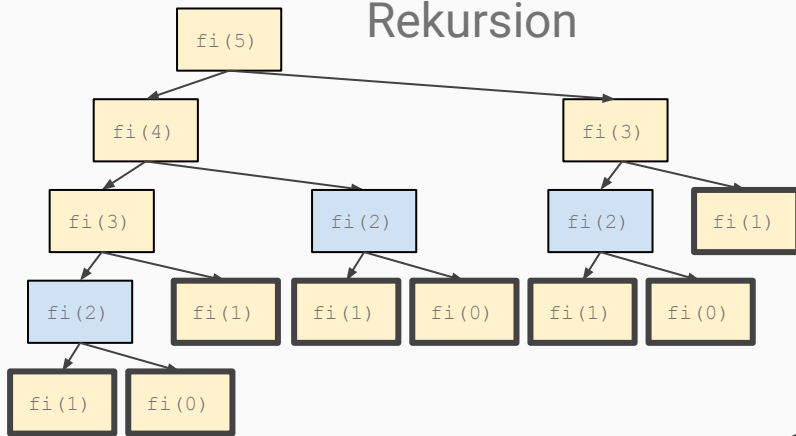 Rekursion
fi(5)
fi(4)
fi(3)
fi(3)
fi(2)
fi(2)
fi(1)
fi(2)
fi(1)
fi(1)
fi(0)
fi(1)
fi(0)
fi(1)
fi(0)